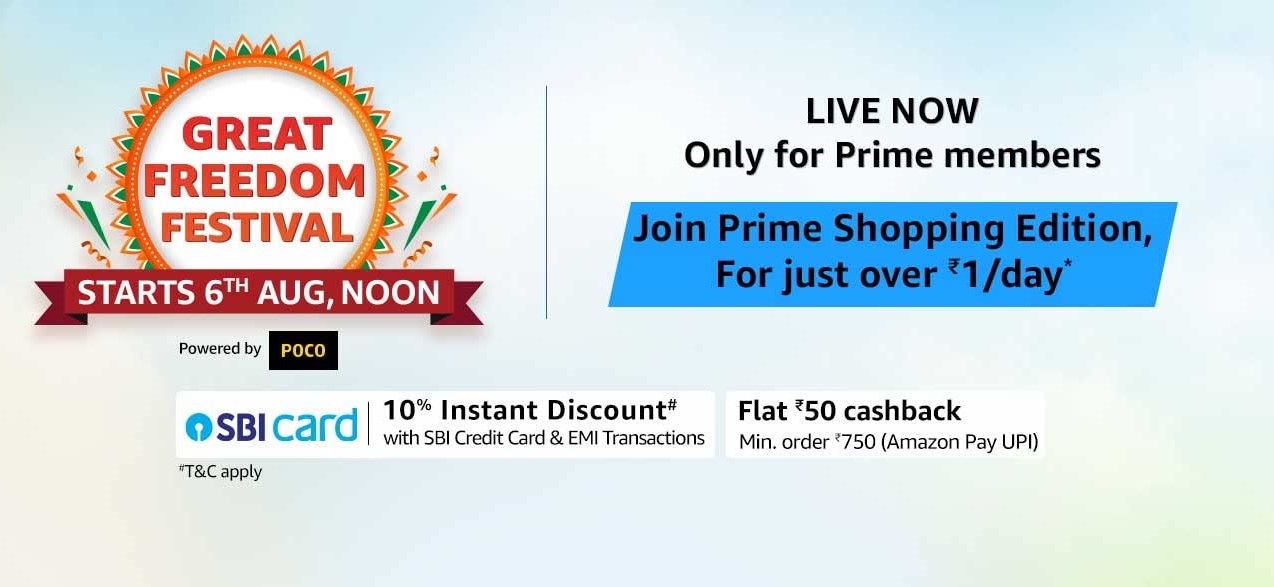 GREAT
FREEDOM
FESTIVAL
STARTS 6TH AUG, NOON
Powered by POCO
LIVE NOW
Only for Prime members
Join Prime Shopping Edition,
For just over ₹1/day*
SBI card
10% Instant Discount#
with SBI Credit Card & EMI Transactions
Flat ₹50 cashback
Min. order ₹750 (Amazon Pay UPI)
#T&C apply